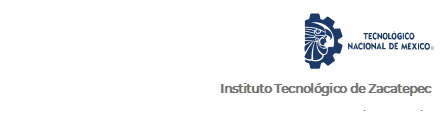 TECNOLÓGICO
NACIONAL DE MÉXICO®
Instituto Tecnológico de Zacatepec